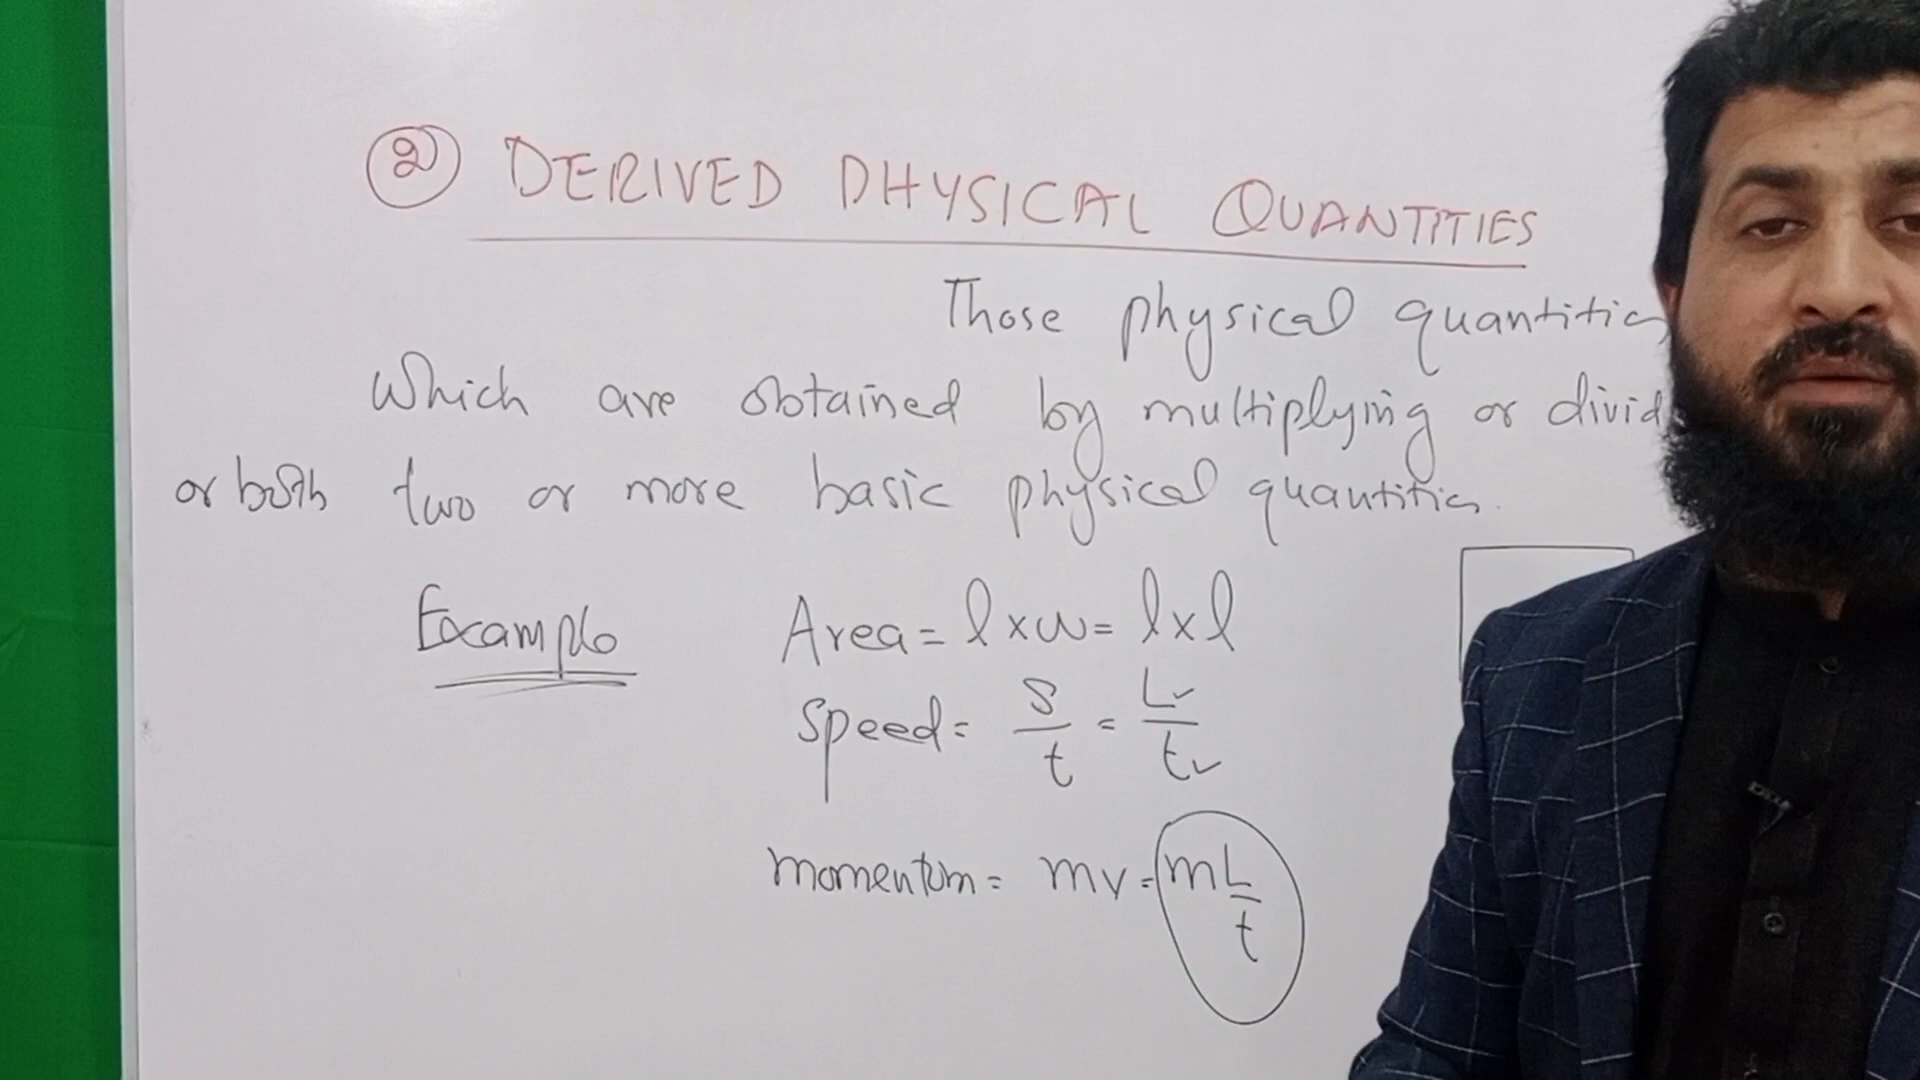 ② DERIVED PHYSICAL QUANTITIES
Those physical quantities
Which are obtained by multiplying or divid
or both two or more basic physical quantities.
Example
Area = l x w = l x l
Speed = S/t = L/t
momentum = mv = mL/t